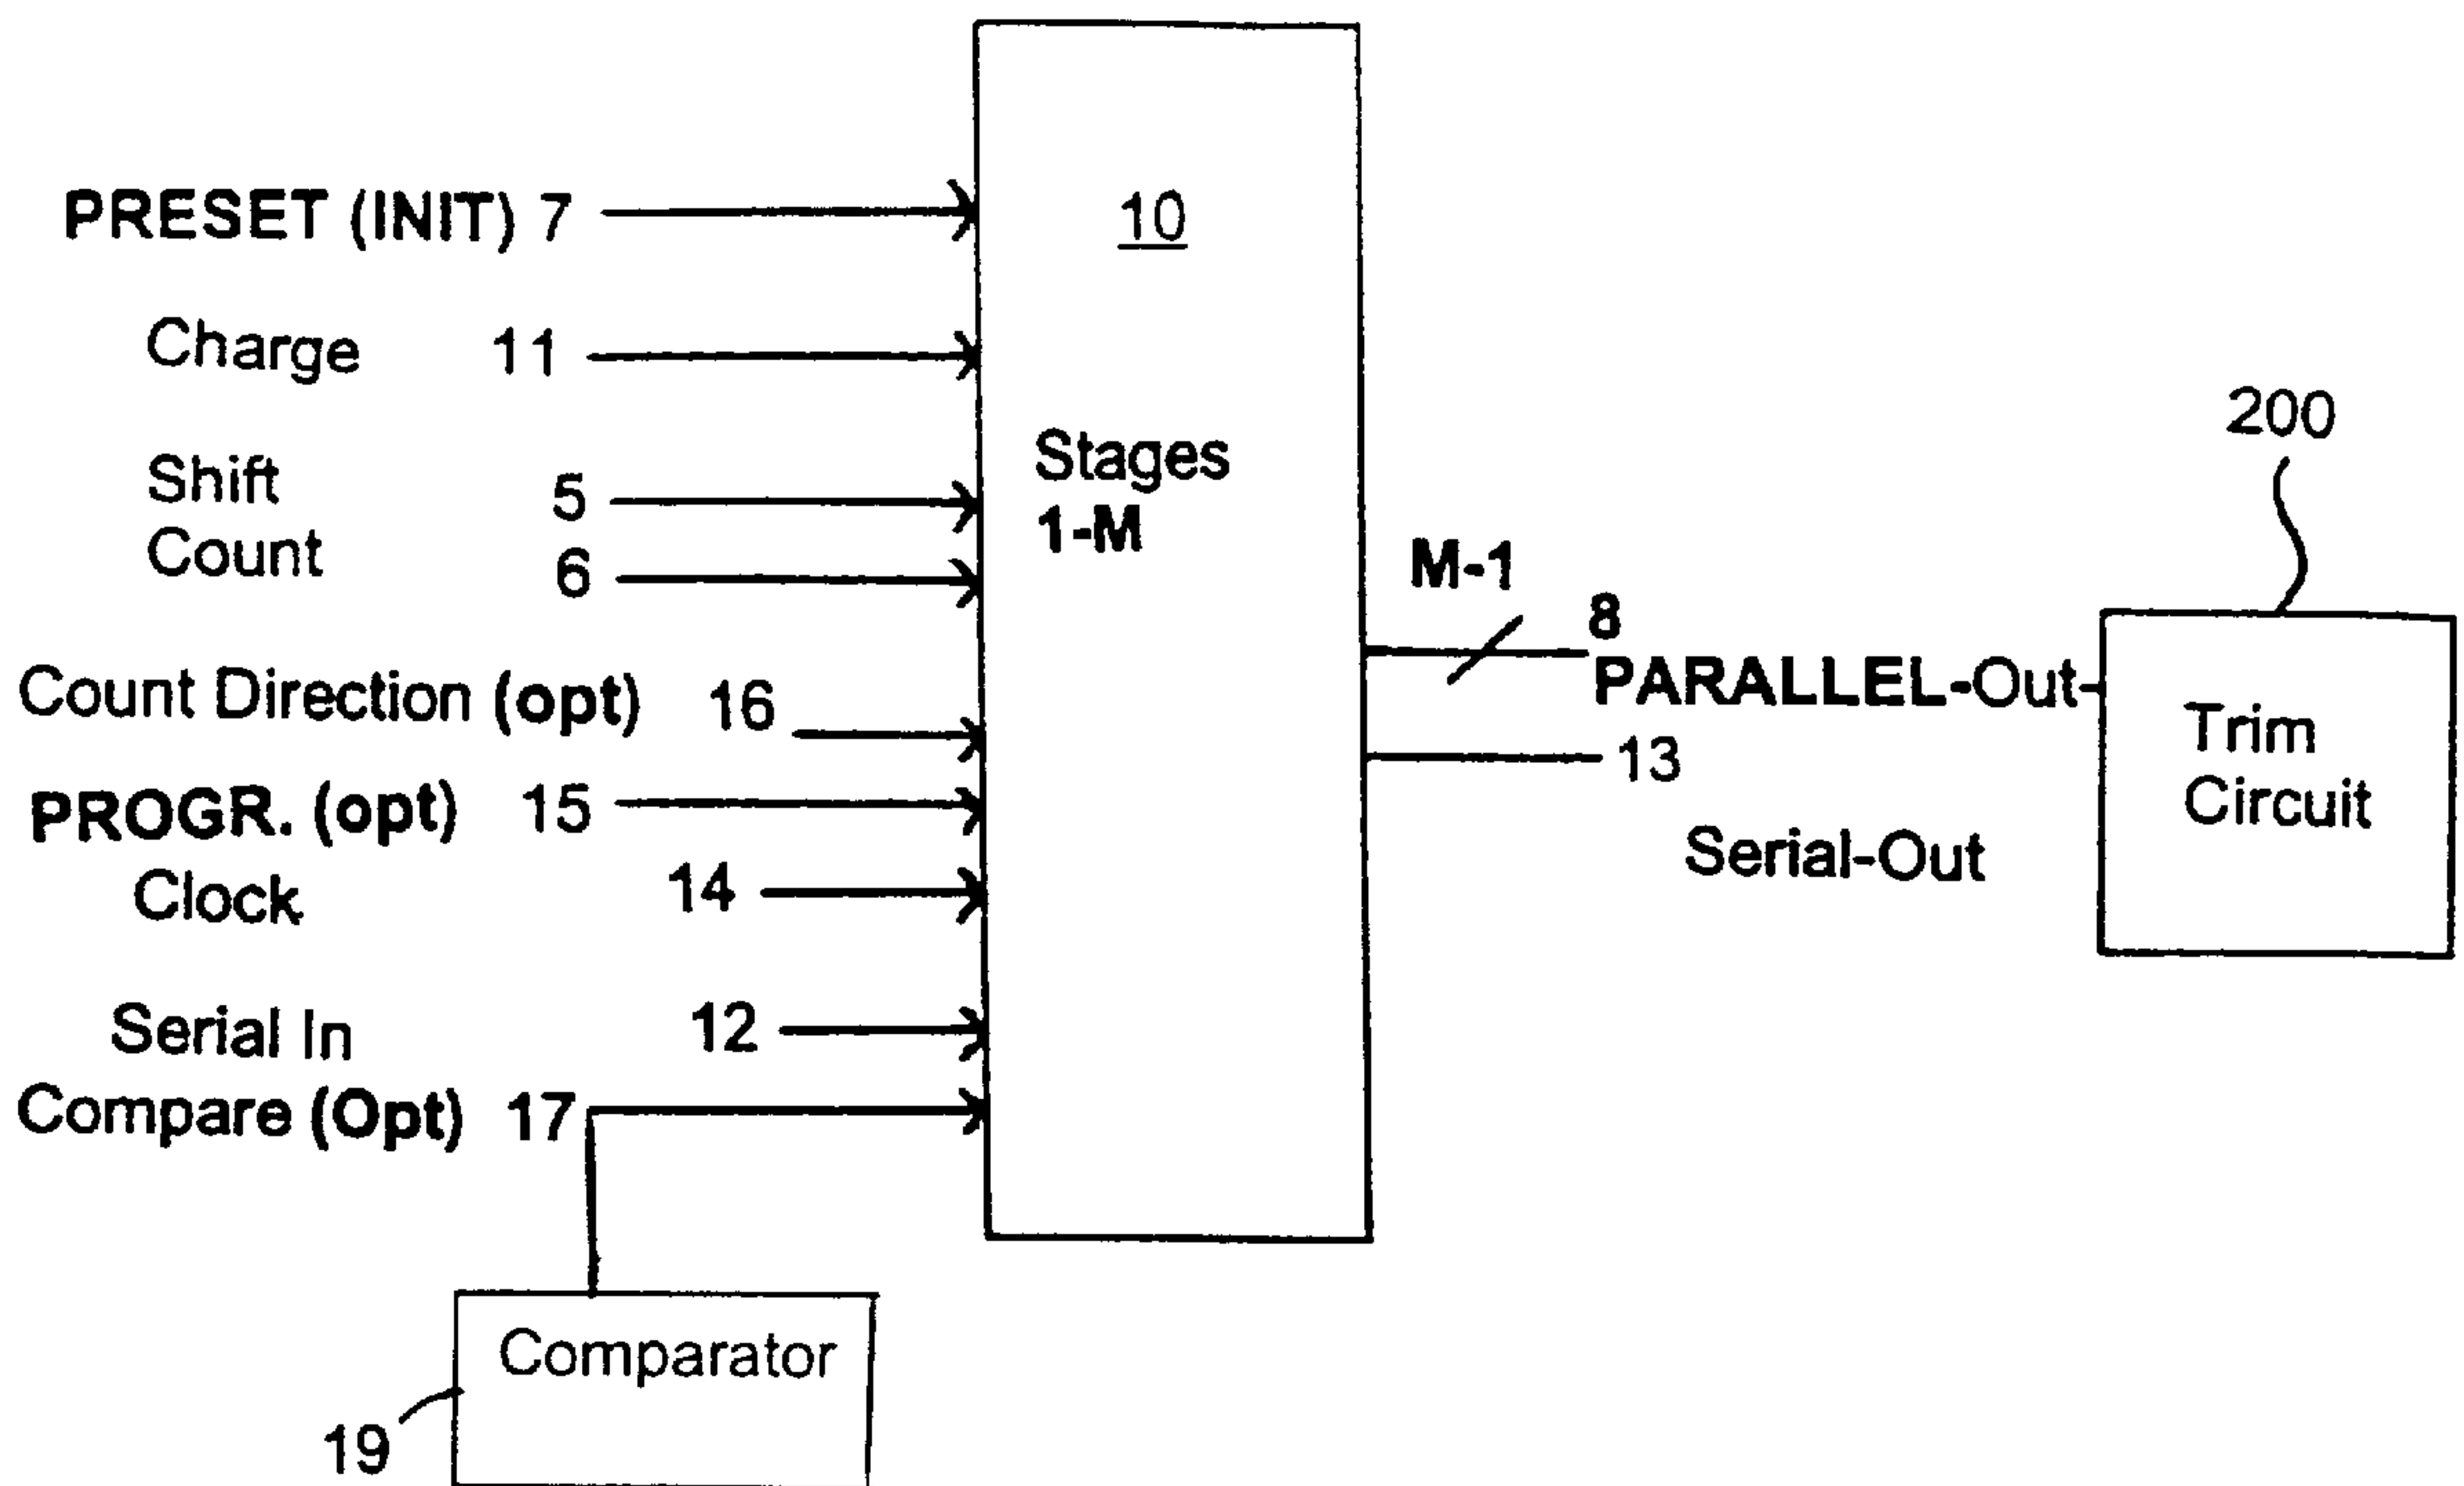 PRESET (INIT) 7
10
Charge 11
Shift 5
Count 6
Stages
1-M
200
M-1
8
PARALLEL-Out-
Count Direction (opt) 16
13
Trim
Circuit
PROGR. (opt) 15
Serial-Out
Clock 14
Serial In 12
Compare (Opt) 17
Comparator
19